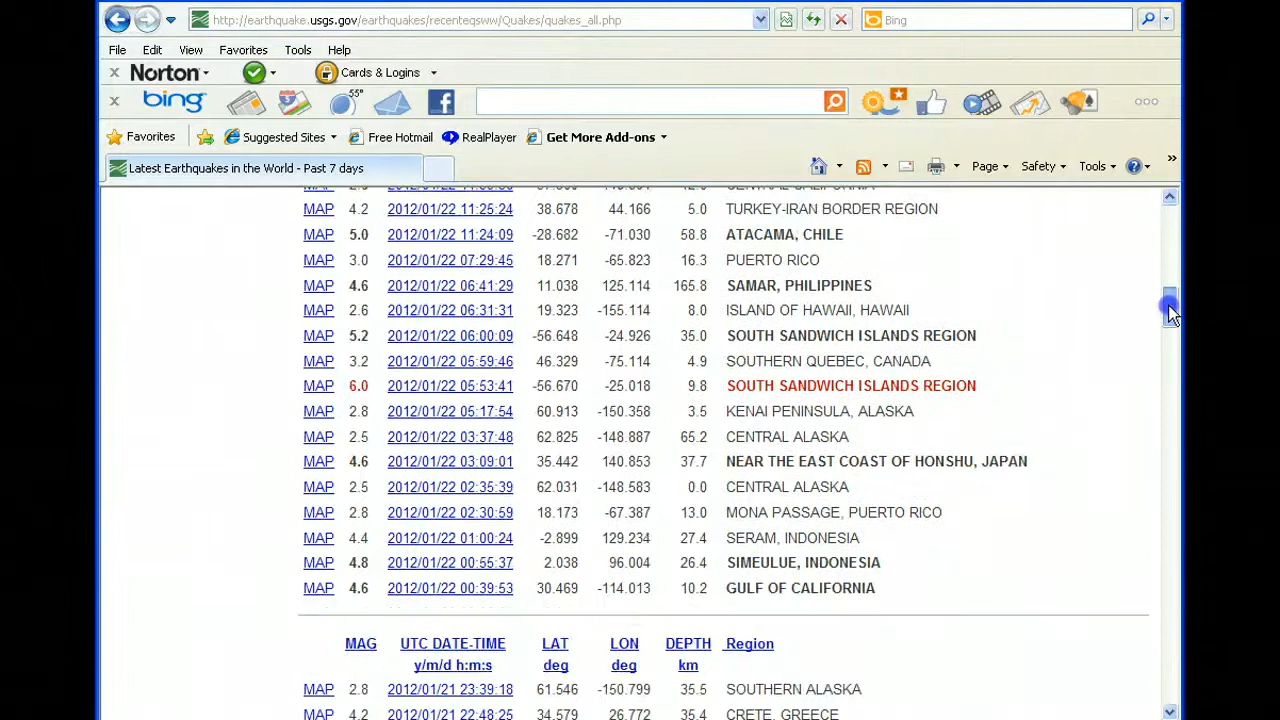 http://earthquake.usgs.gov/earthquakes/recenteqsww/Quakes/quakes_all.php
Bing
File Edit View Favorites Tools Help
Norton Cards & Logins
bing 55°
Favorites Suggested Sites Free Hotmail RealPlayer Get More Add-ons
Latest Earthquakes in the World - Past 7 days Page Safety Tools
MAP 4.2 2012/01/22 11:25:24 38.678 44.166 5.0 TURKEY-IRAN BORDER REGION
MAP 5.0 2012/01/22 11:24:09 -28.682 -71.030 58.8 ATACAMA, CHILE
MAP 3.0 2012/01/22 07:29:45 18.271 -65.823 16.3 PUERTO RICO
MAP 4.6 2012/01/22 06:41:29 11.038 125.114 165.8 SAMAR, PHILIPPINES
MAP 2.6 2012/01/22 06:31:31 19.323 -155.114 8.0 ISLAND OF HAWAII, HAWAII
MAP 5.2 2012/01/22 06:00:09 -56.648 -24.926 35.0 SOUTH SANDWICH ISLANDS REGION
MAP 3.2 2012/01/22 05:59:46 46.329 -75.114 4.9 SOUTHERN QUEBEC, CANADA
MAP 6.0 2012/01/22 05:53:41 -56.670 -25.018 9.8 SOUTH SANDWICH ISLANDS REGION
MAP 2.8 2012/01/22 05:17:54 60.913 -150.358 3.5 KENAI PENINSULA, ALASKA
MAP 2.5 2012/01/22 03:37:48 62.825 -148.887 65.2 CENTRAL ALASKA
MAP 4.6 2012/01/22 03:09:01 35.442 140.853 37.7 NEAR THE EAST COAST OF HONSHU, JAPAN
MAP 2.5 2012/01/22 02:35:39 62.031 -148.583 0.0 CENTRAL ALASKA
MAP 2.8 2012/01/22 02:30:59 18.173 -67.387 13.0 MONA PASSAGE, PUERTO RICO
MAP 4.4 2012/01/22 01:00:24 -2.899 129.234 27.4 SERAM, INDONESIA
MAP 4.8 2012/01/22 00:55:37 2.038 96.004 26.4 SIMEULUE, INDONESIA
MAP 4.6 2012/01/22 00:39:53 30.469 -114.013 10.2 GULF OF CALIFORNIA
MAG UTC DATE-TIME LAT LON DEPTH Region
y/m/d h:m:s deg deg km
MAP 2.8 2012/01/21 23:39:18 61.546 -150.799 35.5 SOUTHERN ALASKA
MAP 4.2 2012/01/21 22:48:25 34.579 26.772 35.4 CRETE, GREECE